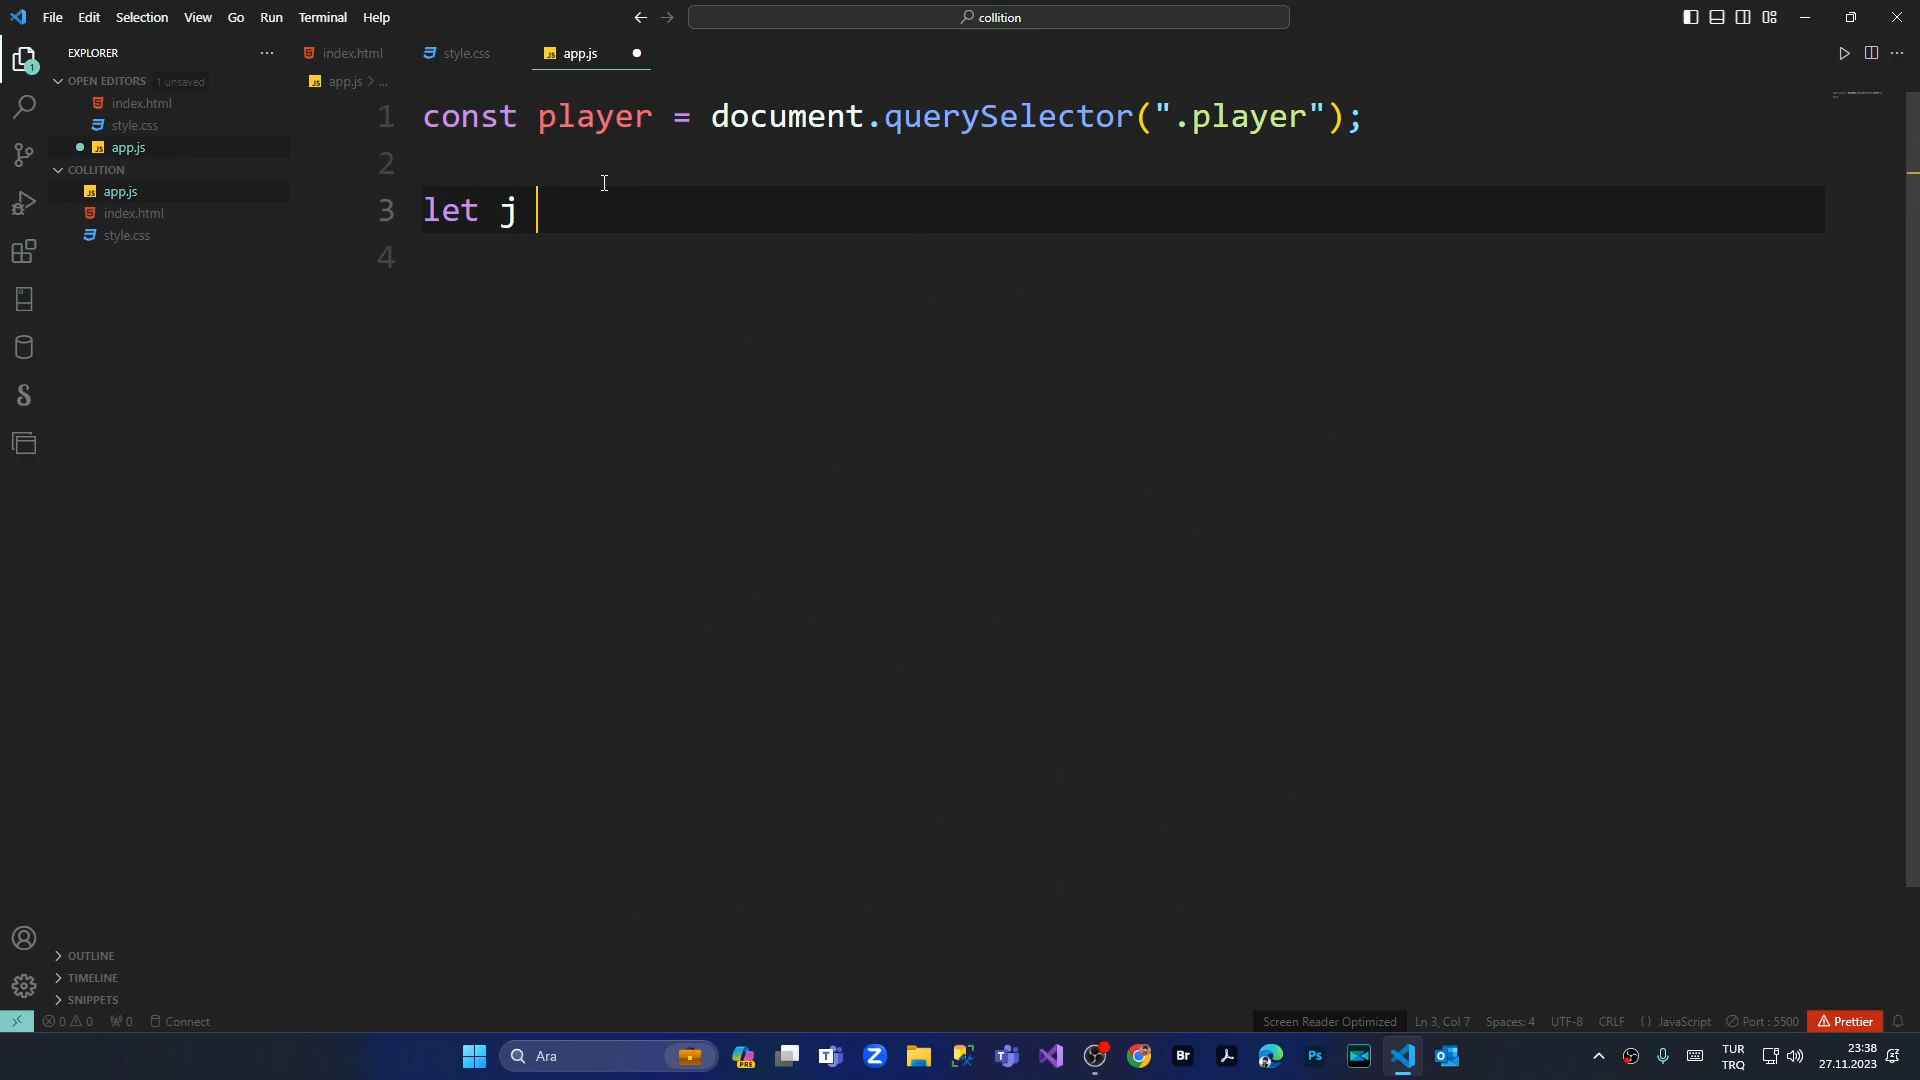 File Edit Selection View Go Run Terminal Help
collition
EXPLORER
index.html
style.css
app.js
OPEN EDITORS 1 unsaved
app.js > ...
index.html
style.css
app.js
COLLITION
app.js
index.html
style.css
1 const player = document.querySelector(".player");
2
3 let j
4
OUTLINE
TIMELINE
SNIPPETS
0 0 0 Connect
Screen Reader Optimized Ln 3, Col 7 Spaces: 4 UTF-8 CRLF JavaScript Port : 5500 Prettier
Ara
PRE
Br
Ps
TUR
TRQ
23:38
27.11.2023